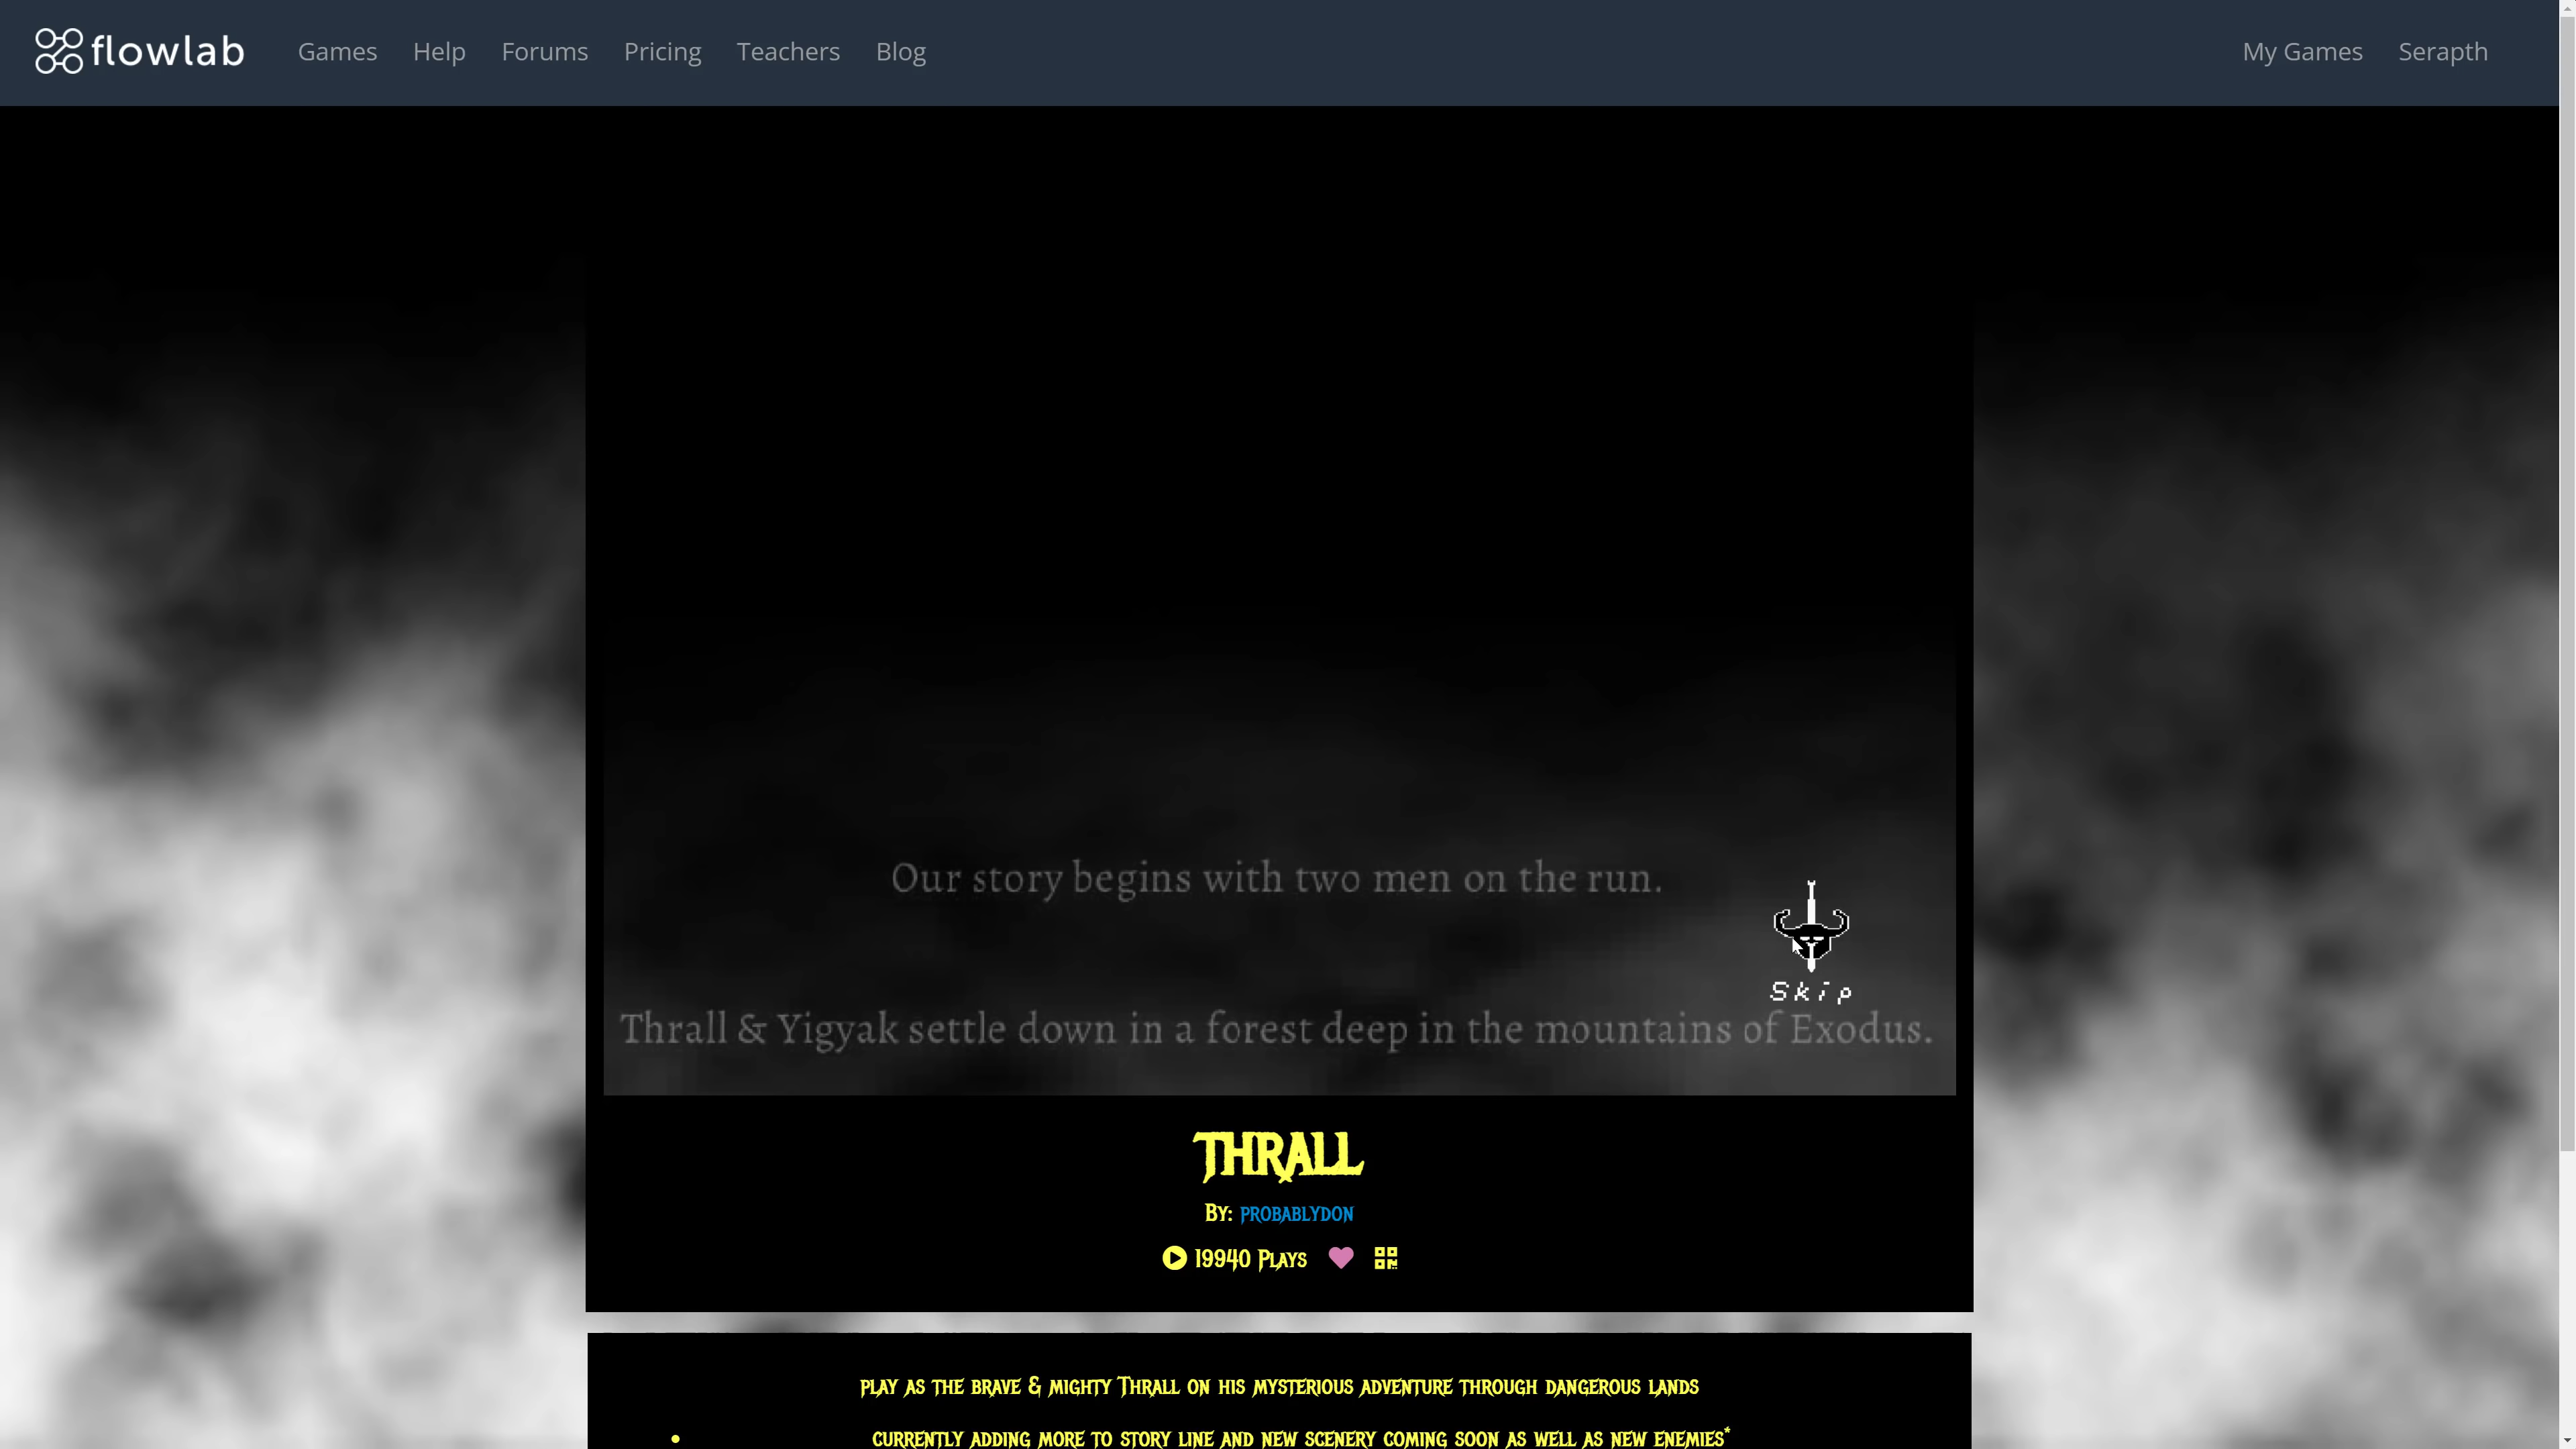 flowlab Games Help Forums Pricing Teachers Blog My Games Serapth
Our story begins with two men on the run.
Skip
Thrall & Yigyak settle down in a forest deep in the mountains of Exodus.
THRALL
By: probablydon
19940 Plays
play as the brave & mighty Thrall on his mysterious adventure through dangerous lands
• currently adding more to story line and new scenery coming soon as well as new enemies*